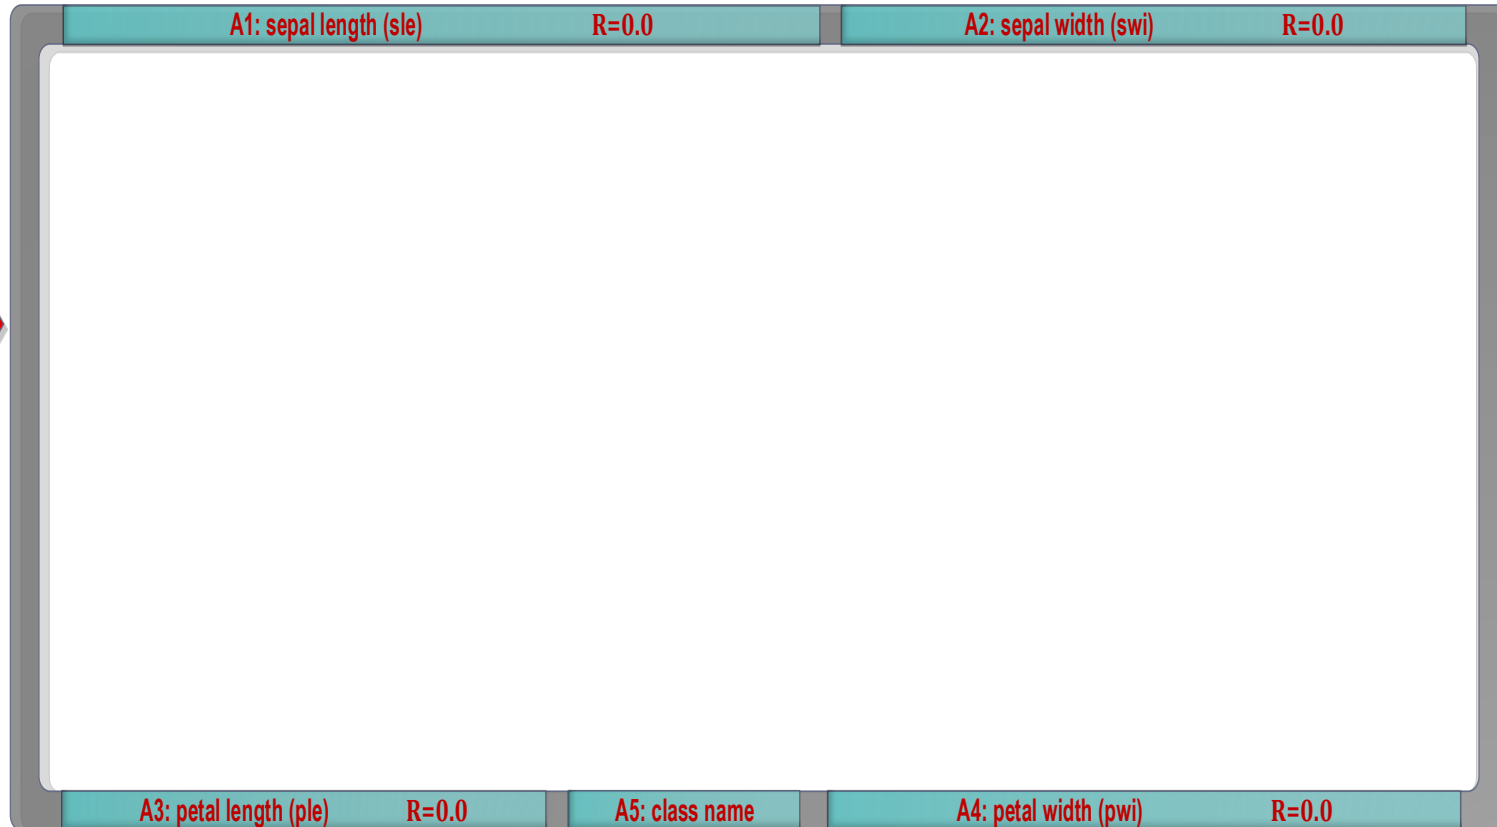 A1: sepal length (sle) R=0.0
A2: sepal width (swi) R=0.0
A3: petal length (ple) R=0.0
A5: class name
A4: petal width (pwi) R=0.0